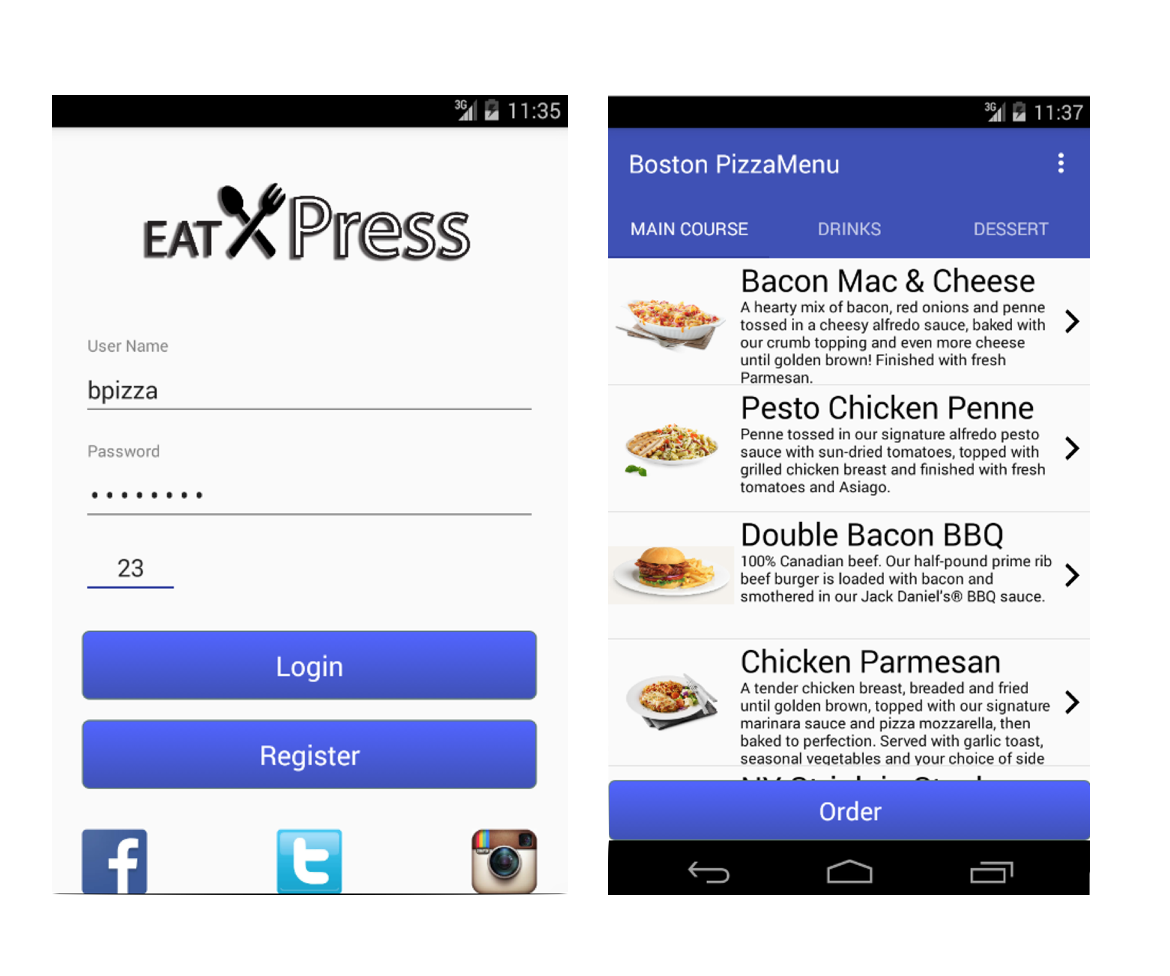 3G 11:35
EAT Press
User Name
bpizza
Password
23
Login
Register
3G 11:37
Boston PizzaMenu
MAIN COURSE DRINKS DESSERT
Bacon Mac & Cheese
A hearty mix of bacon, red onions and penne
tossed in a cheesy alfredo sauce, baked with
our crumb topping and even more cheese
until golden brown! Finished with fresh
Parmesan.
Pesto Chicken Penne
Penne tossed in our signature alfredo pesto
sauce with sun-dried tomatoes, topped with
grilled chicken breast and finished with fresh
tomatoes and Asiago.
Double Bacon BBQ
100% Canadian beef. Our half-pound prime rib
beef burger is loaded with bacon and
smothered in our Jack Daniel's® BBQ sauce.
Chicken Parmesan
A tender chicken breast, breaded and fried
until golden brown, topped with our signature
marinara sauce and pizza mozzarella, then
baked to perfection. Served with garlic toast,
seasonal vegetables and your choice of side
Order